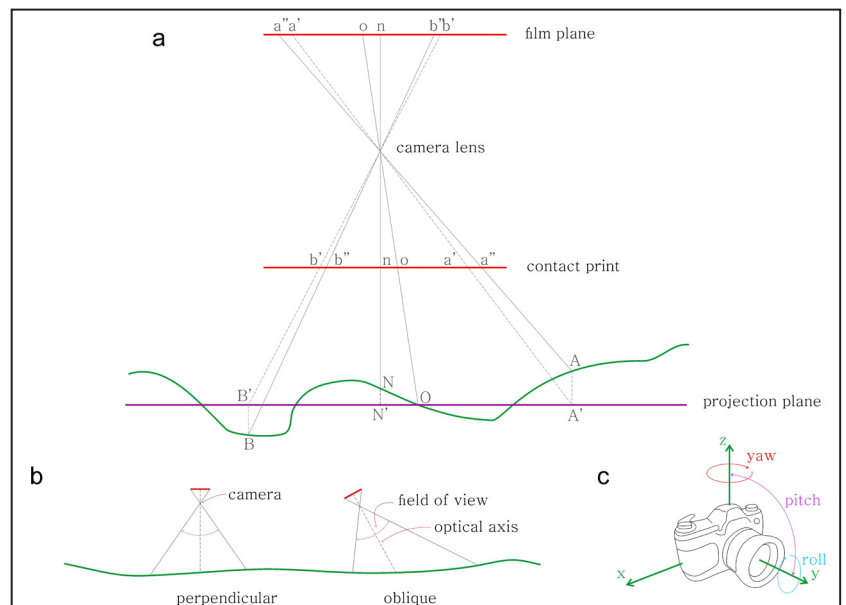 a
a" a' o n b" b'
film plane
camera lens
b' b" n o a' a"
contact print
A
N
B' O
N' A' projection plane
B
b
camera
field of view
optical axis
perpendicular oblique
c
z
yaw
pitch
roll
x y